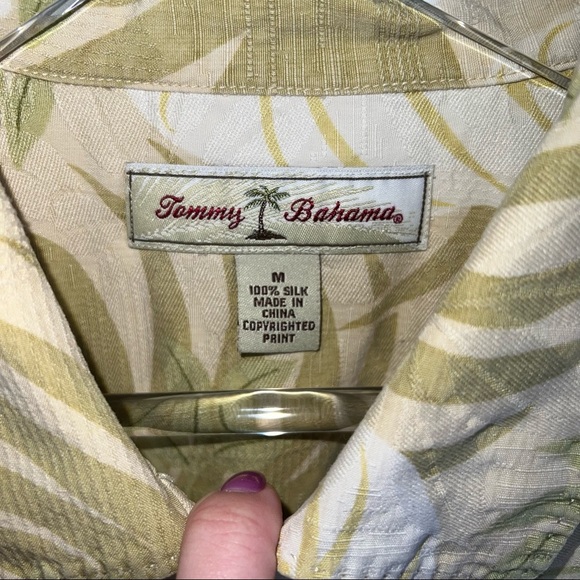 Tommy Bahama®
M
100% SILK
MADE IN
CHINA
COPYRIGHTED
PRINT